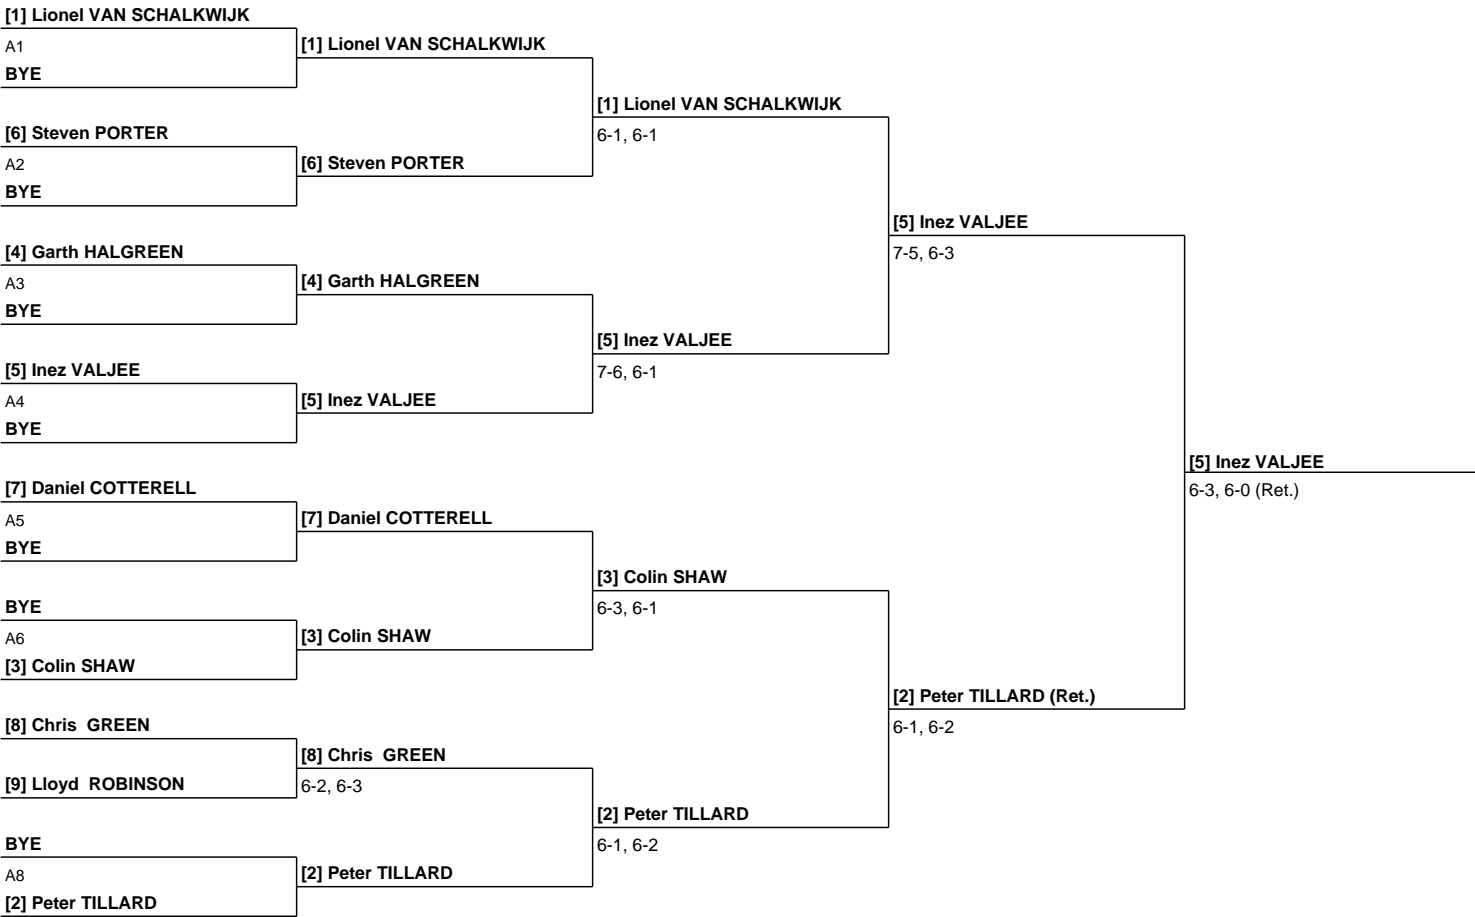 [1] Lionel VAN SCHALKWIJK
A1
BYE
[6] Steven PORTER
A2
BYE
[4] Garth HALGREEN
A3
BYE
[5] Inez VALJEE
A4
BYE
[7] Daniel COTTERELL
A5
BYE
BYE
A6
[3] Colin SHAW
[8] Chris  GREEN
[9] Lloyd  ROBINSON
BYE
A8
[2] Peter TILLARD
[1] Lionel VAN SCHALKWIJK
[6] Steven PORTER
[4] Garth HALGREEN
[5] Inez VALJEE
[7] Daniel COTTERELL
[3] Colin SHAW
[8] Chris  GREEN
6-2, 6-3
[2] Peter TILLARD
[1] Lionel VAN SCHALKWIJK
6-1, 6-1
[5] Inez VALJEE
7-6, 6-1
[3] Colin SHAW
6-3, 6-1
[2] Peter TILLARD
6-1, 6-2
[5] Inez VALJEE
7-5, 6-3
[2] Peter TILLARD (Ret.)
6-1, 6-2
[5] Inez VALJEE
6-3, 6-0 (Ret.)